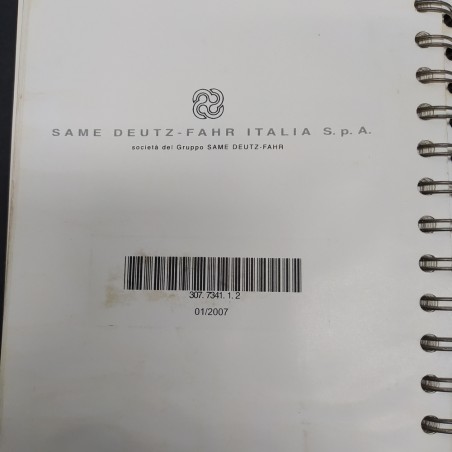 SAME DEUTZ-FAHR ITALIA S.p.A.
società del Gruppo SAME DEUTZ-FAHR
307. 7341. 1. 2
01/2007